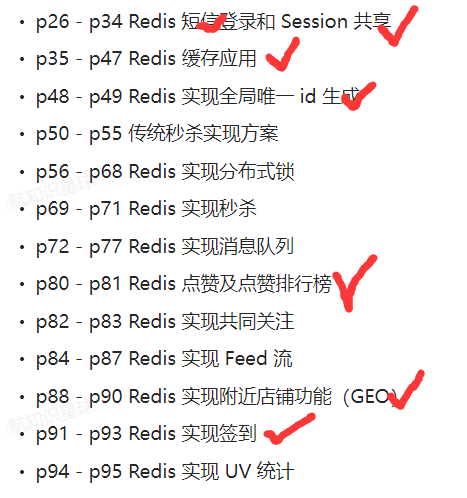 • p26 - p34 Redis 短信登录和 Session 共享
• p35 - p47 Redis 缓存应用
• p48 - p49 Redis 实现全局唯一 id 生成
• p50 - p55 传统秒杀实现方案
• p56 - p68 Redis 实现分布式锁
• p69 - p71 Redis 实现秒杀
• p72 - p77 Redis 实现消息队列
• p80 - p81 Redis 点赞及点赞排行榜
• p82 - p83 Redis 实现共同关注
• p84 - p87 Redis 实现 Feed 流
• p88 - p90 Redis 实现附近店铺功能（GEO）
• p91 - p93 Redis 实现签到
• p94 - p95 Redis 实现 UV 统计